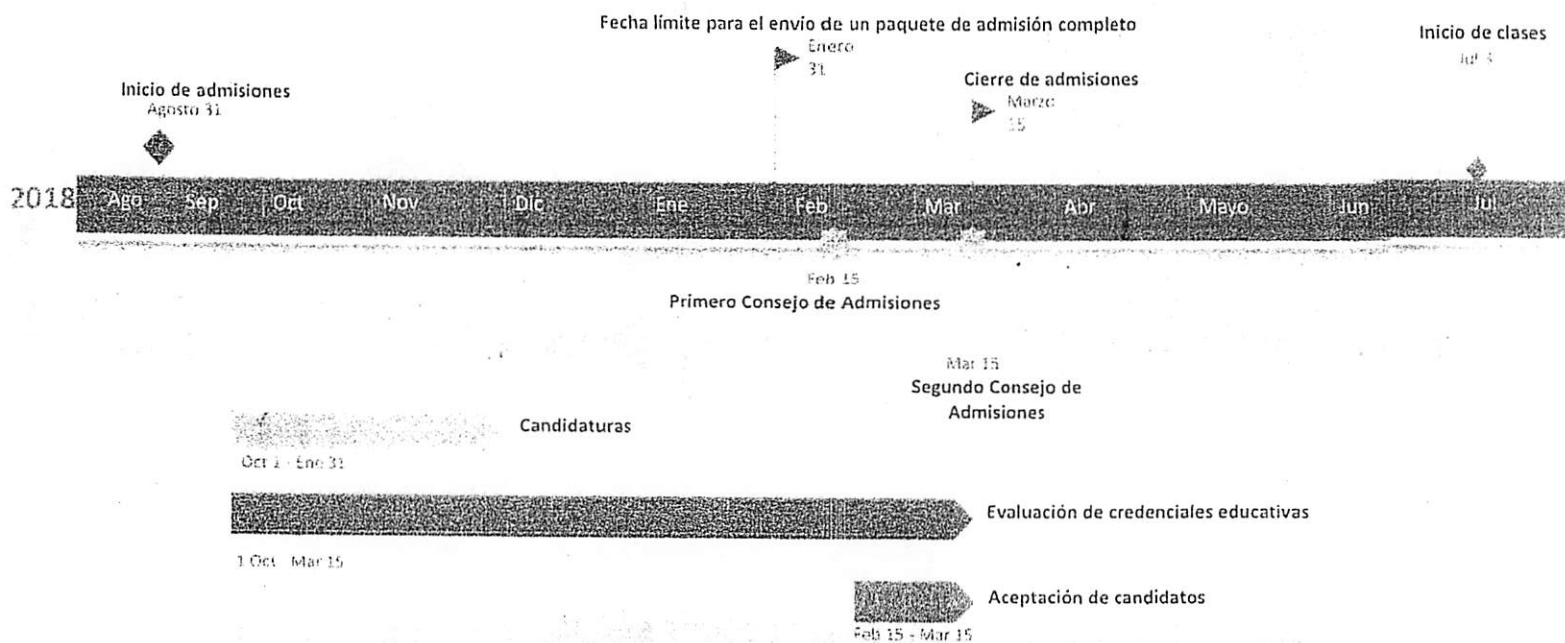 Fecha límite para el envío de un paquete de admisión completo
Enero
31
Inicio de clases
Jul
Inicio de admisiones
Agosto 31
Cierre de admisiones
Marzo
15
2018
Ago Sep Oct Nov Dic Ene Feb Mar Abr Mayo Jun Jul
Feb 15
Primero Consejo de Admisiones
Mar 15
Segundo Consejo de
Admisiones
Candidaturas
Oct 1 - Ene 31
Evaluación de credenciales educativas
1 Oct - Mar 15
Aceptación de candidatos
Feb 15 - Mar 15